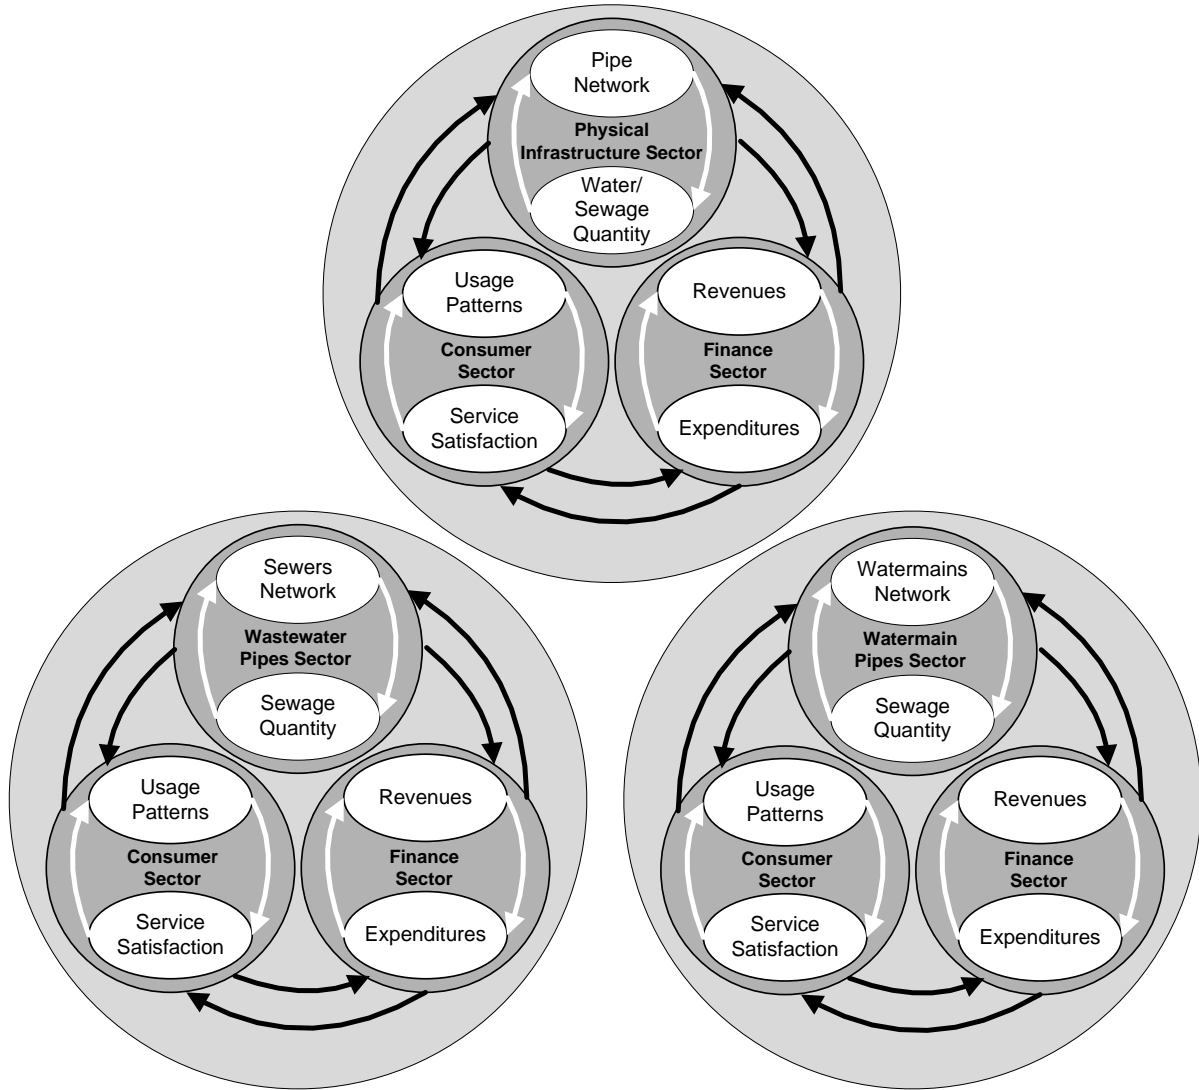 Pipe
Network
Physical
Infrastructure Sector
Water/
Sewage
Quantity
Usage
Patterns
Consumer
Sector
Service
Satisfaction
Revenues
Finance
Sector
Expenditures
Sewers
Network
Wastewater
Pipes Sector
Sewage
Quantity
Usage
Patterns
Consumer
Sector
Service
Satisfaction
Revenues
Finance
Sector
Expenditures
Watermains
Network
Watermain
Pipes Sector
Sewage
Quantity
Usage
Patterns
Consumer
Sector
Service
Satisfaction
Revenues
Finance
Sector
Expenditures